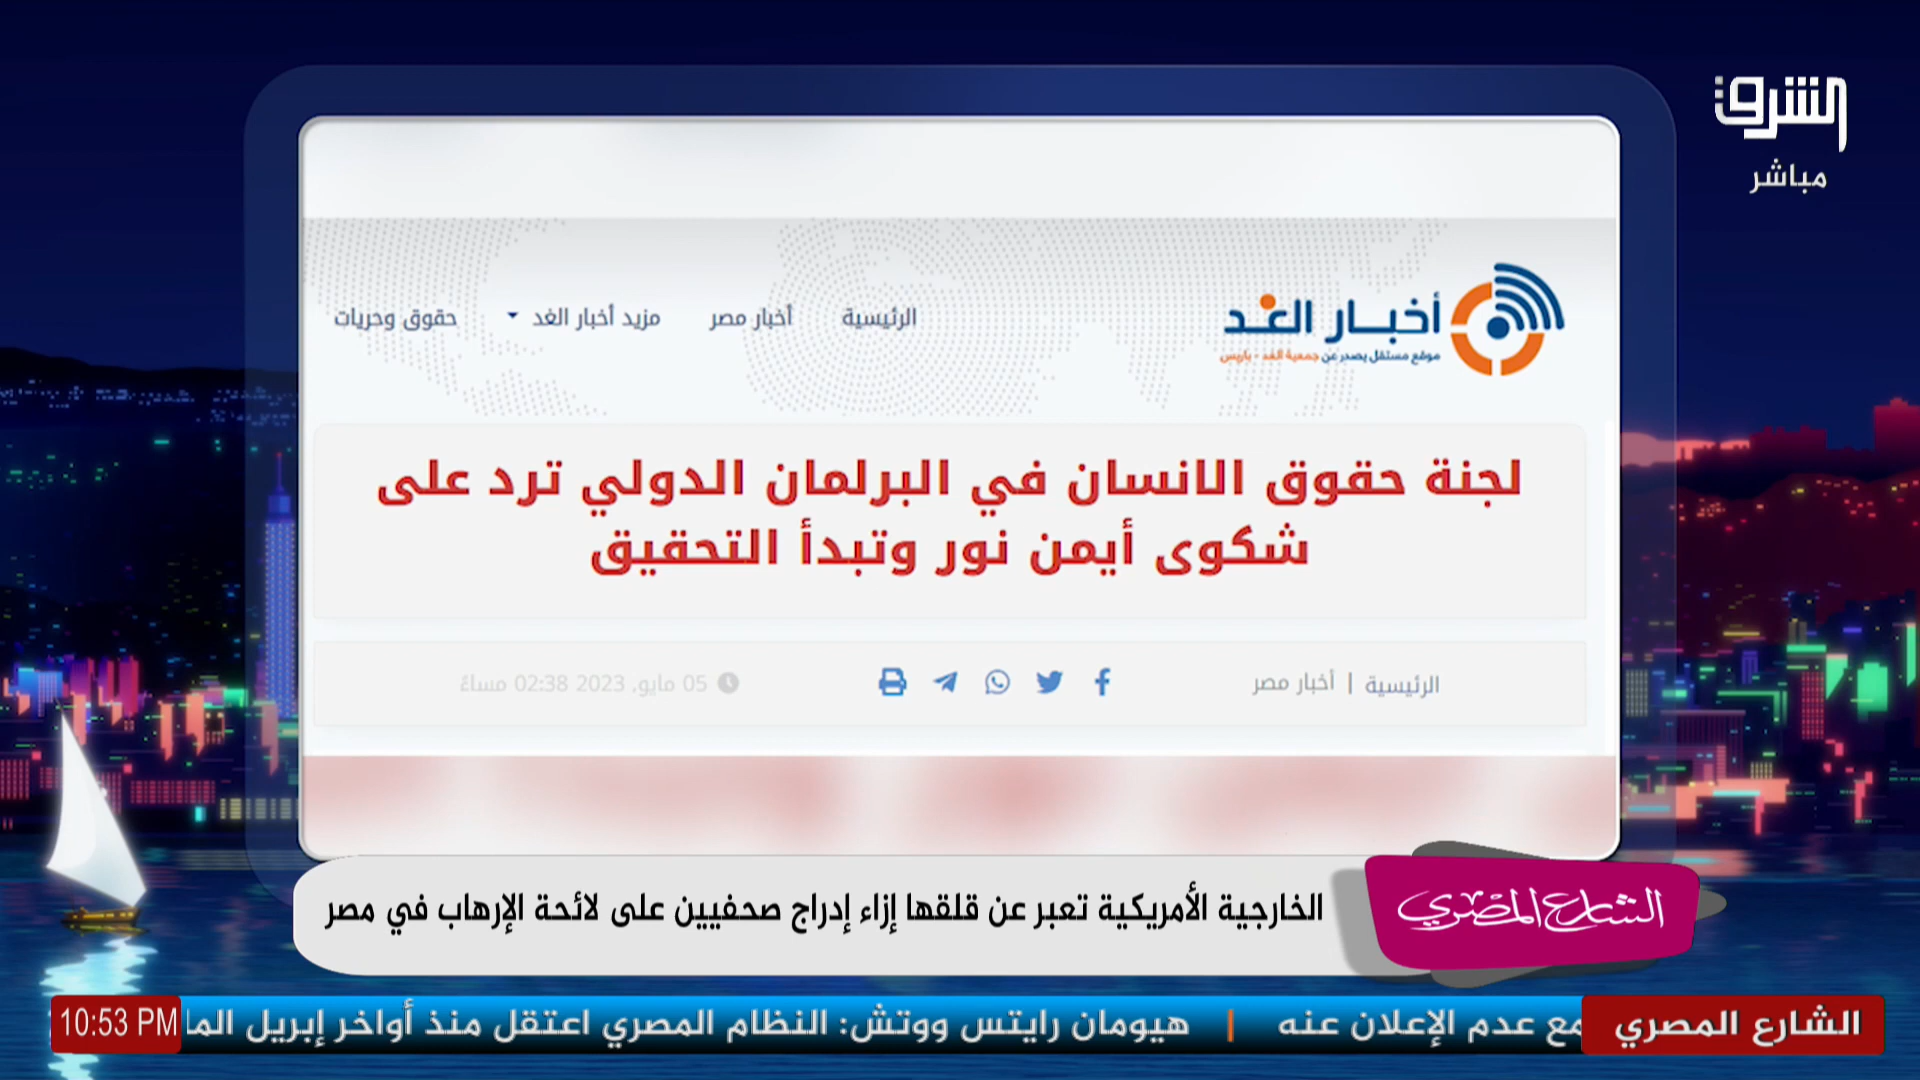 الشرق
مباشر
أخبار الغد
موقع مستقل يصدر عن جمعية الغد - باريس
الرئيسية
أخبار مصر
مزيد أخبار الغد
حقوق وحريات
لجنة حقوق الانسان في البرلمان الدولي ترد على
شكوى أيمن نور وتبدأ التحقيق
الرئيسية | أخبار مصر
05 مايو, 2023 02:38 مساءً
الشارع المصري
الخارجية الأمريكية تعبر عن قلقها إزاء إدراج صحفيين على لائحة الإرهاب في مصر
الشارع المصري
مع عدم الإعلان عنه | هيومان رايتس ووتش: النظام المصري اعتقل منذ أواخر إبريل الما
10:53 PM